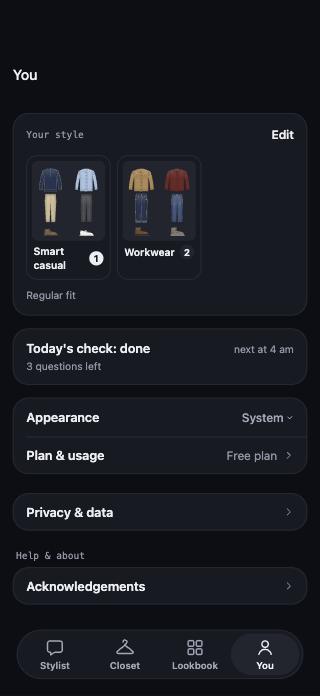 You
Your style
Edit
Smart
casual
1
Workwear
2
Regular fit
Today's check: done
next at 4 am
3 questions left
Appearance
System
Plan & usage
Free plan
Privacy & data
Help & about
Acknowledgements
Stylist
Closet
Lookbook
You